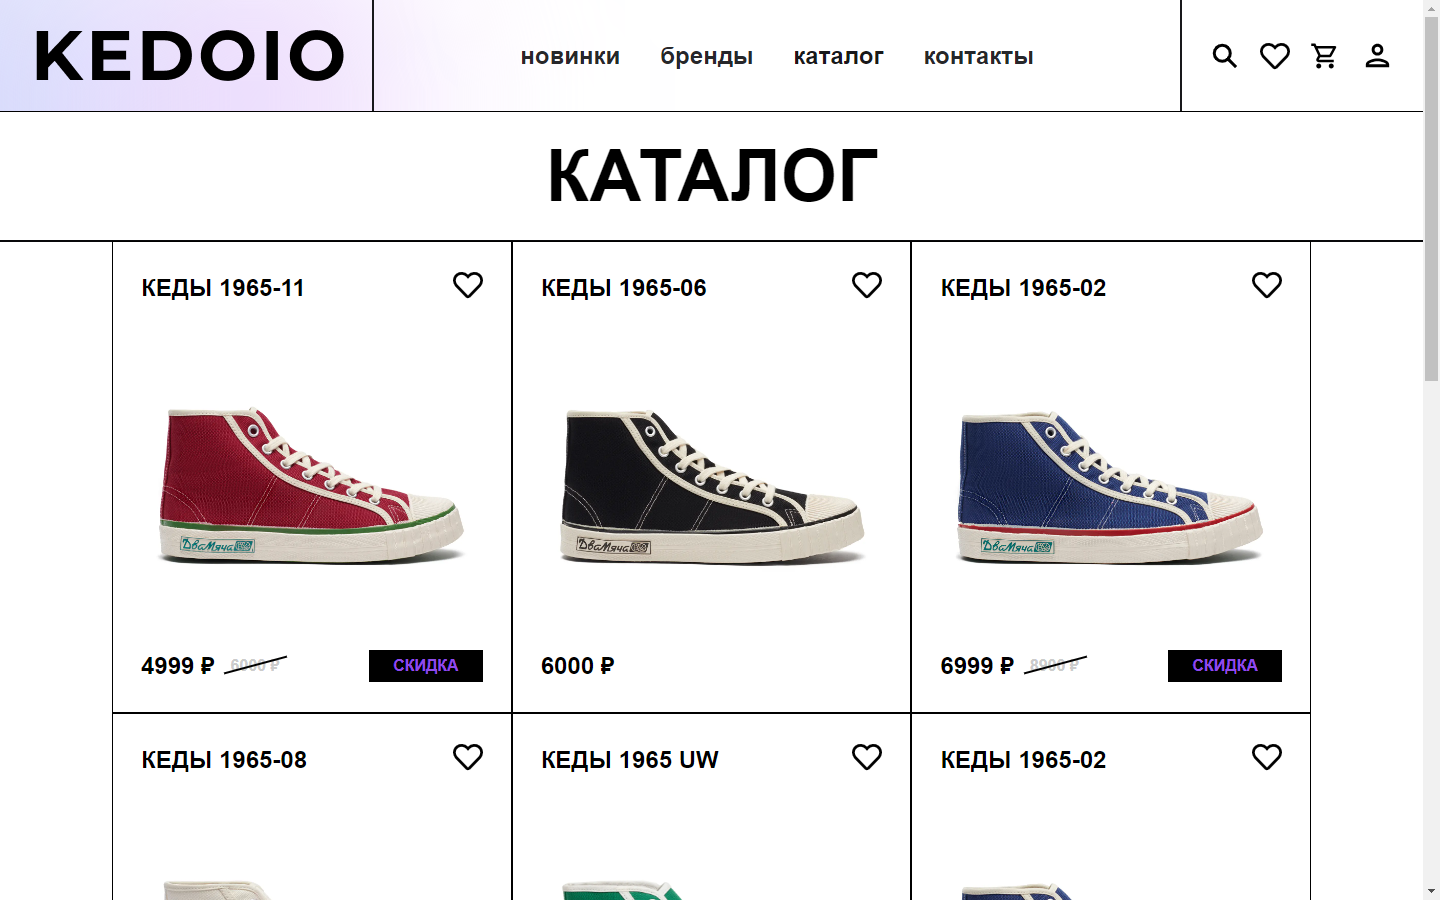 KEDOIO
новинки бренды каталог контакты
КАТАЛОГ
КЕДЫ 1965-11
КЕДЫ 1965-06
КЕДЫ 1965-02
ДваМяча
ДваМяча
ДваМяча
4999 ₽ 6000 ₽ СКИДКА
6000 ₽
6999 ₽ 8900 ₽ СКИДКА
КЕДЫ 1965-08
КЕДЫ 1965 UW
КЕДЫ 1965-02